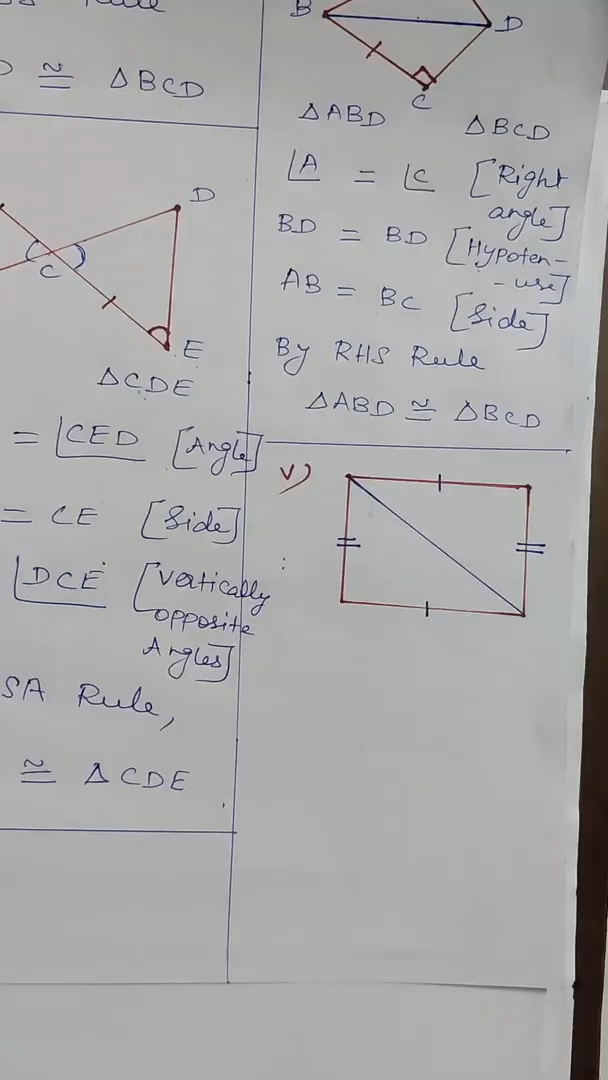 Rule
≅ ΔBCD
D
C
E
ΔCDE
= ∠CED [Angle]
= CE [Side]
∠DCE [Vertically
opposite
Angles]
SA Rule,
≅ ΔCDE
B
D
C
ΔABD ΔBCD
∠A = ∠C [Right
angle]
BD = BD [Hypoten-
-use]
AB = BC [Side]
By RHS Rule
ΔABD ≅ ΔBCD
v)